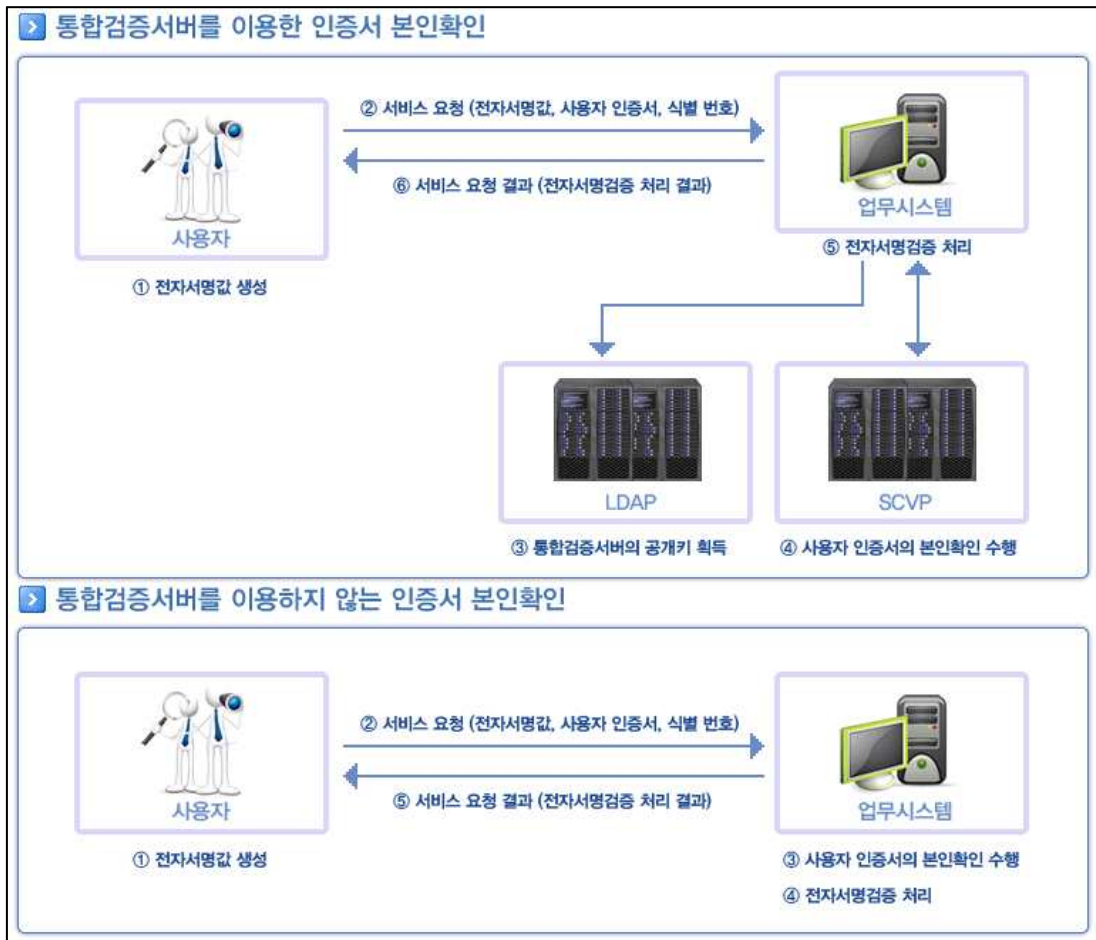 통합검증서버를 이용한 인증서 본인확인
② 서비스 요청 (전자서명값, 사용자 인증서, 식별 번호)
⑥ 서비스 요청 결과 (전자서명검증 처리 결과)
사용자
업무시스템
① 전자서명값 생성
⑤ 전자서명검증 처리
LDAP
SCVP
③ 통합검증서버의 공개키 획득
④ 사용자 인증서의 본인확인 수행
통합검증서버를 이용하지 않는 인증서 본인확인
② 서비스 요청 (전자서명값, 사용자 인증서, 식별 번호)
⑤ 서비스 요청 결과 (전자서명검증 처리 결과)
사용자
업무시스템
① 전자서명값 생성
③ 사용자 인증서의 본인확인 수행
④ 전자서명검증 처리